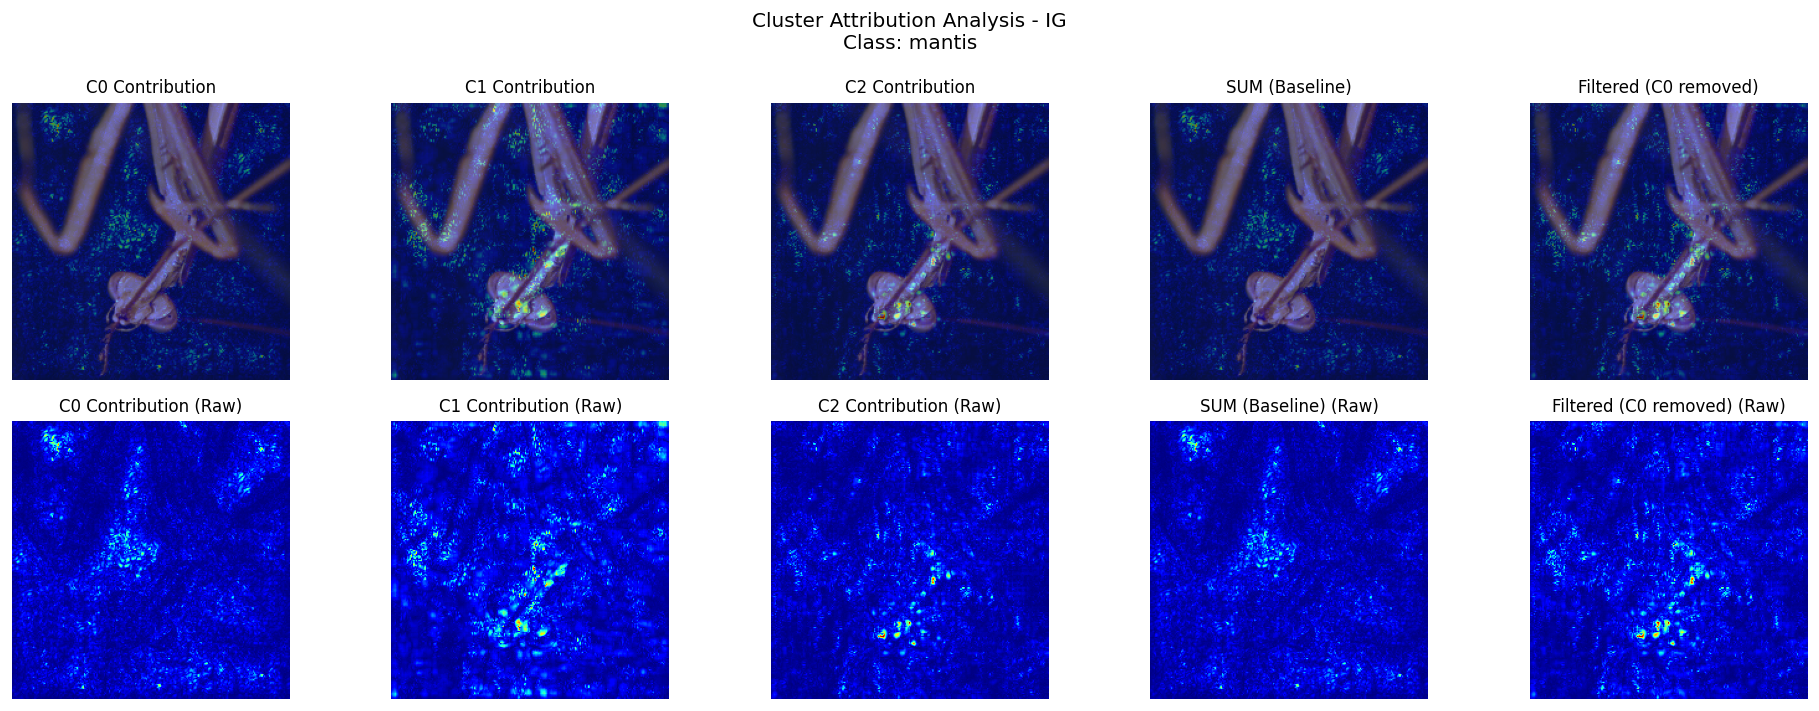 Cluster Attribution Analysis - IG
Class: mantis
C0 Contribution
C1 Contribution
C2 Contribution
SUM (Baseline)
Filtered (C0 removed)
C0 Contribution (Raw)
C1 Contribution (Raw)
C2 Contribution (Raw)
SUM (Baseline) (Raw)
Filtered (C0 removed) (Raw)